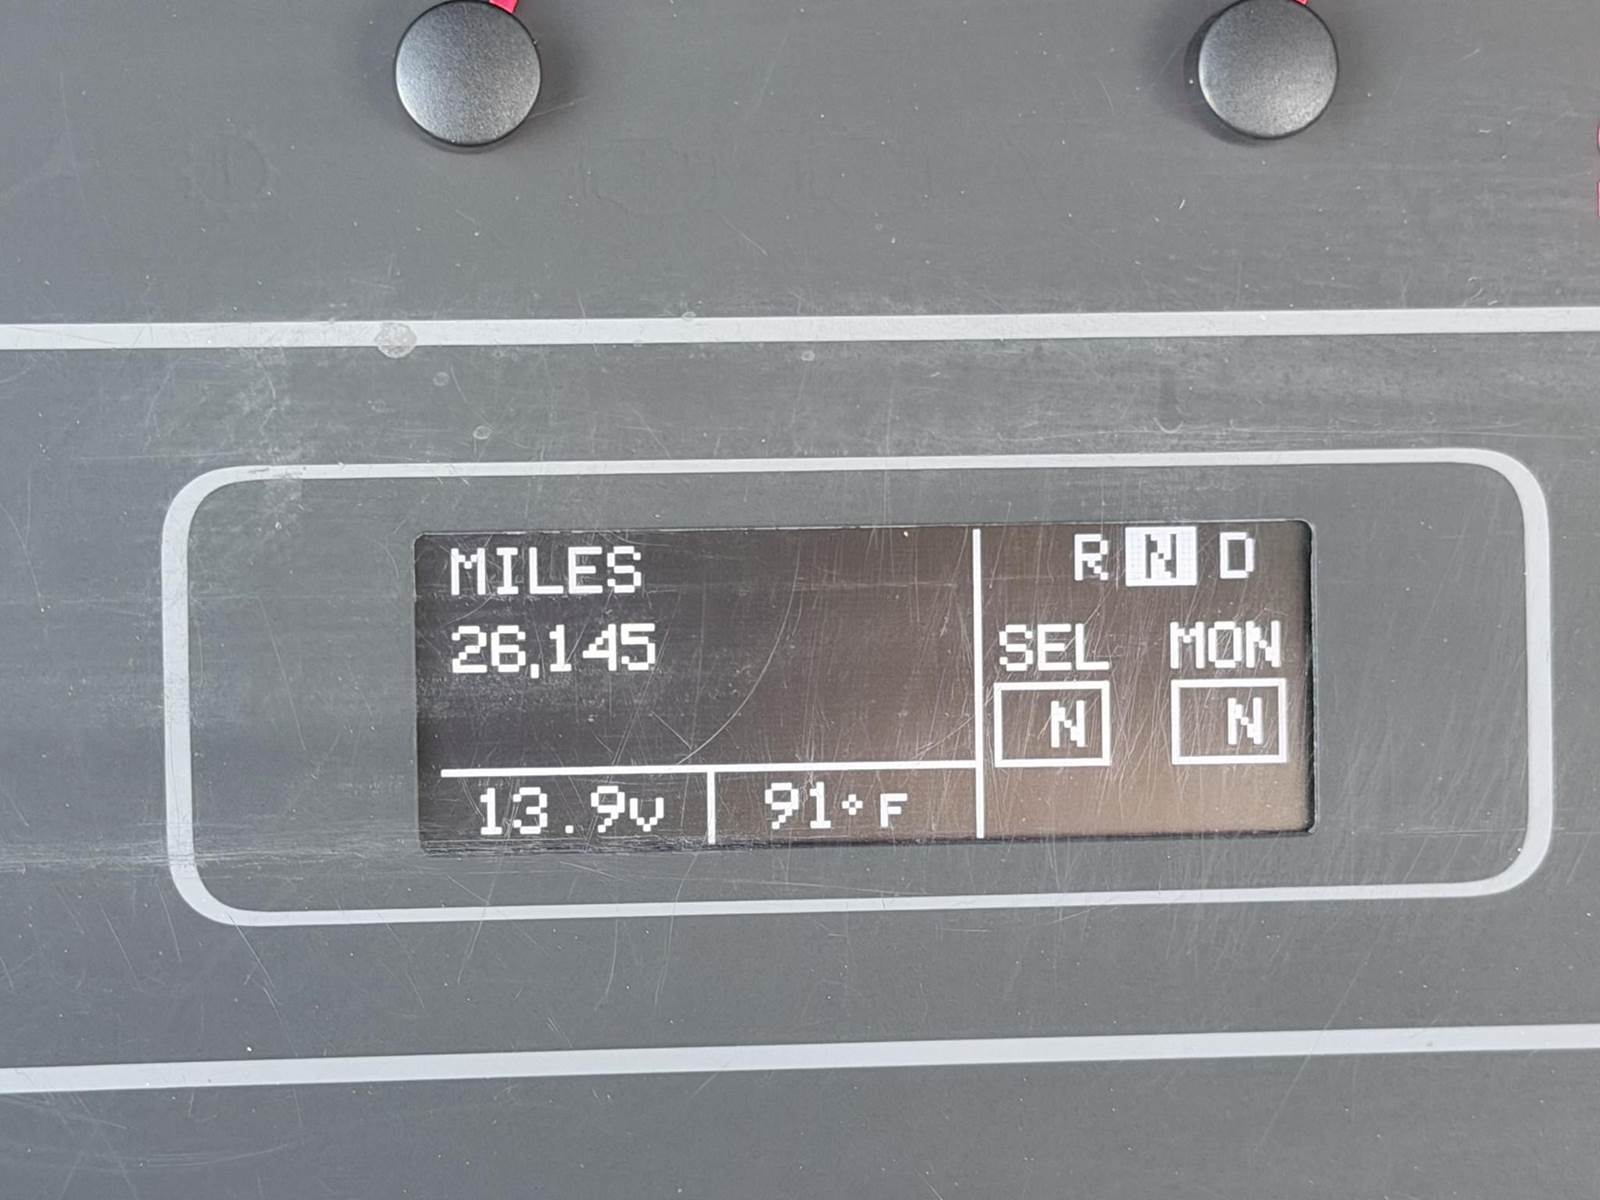 MILES
26,145
13.9v
91°F
R N D
SEL MON
N N